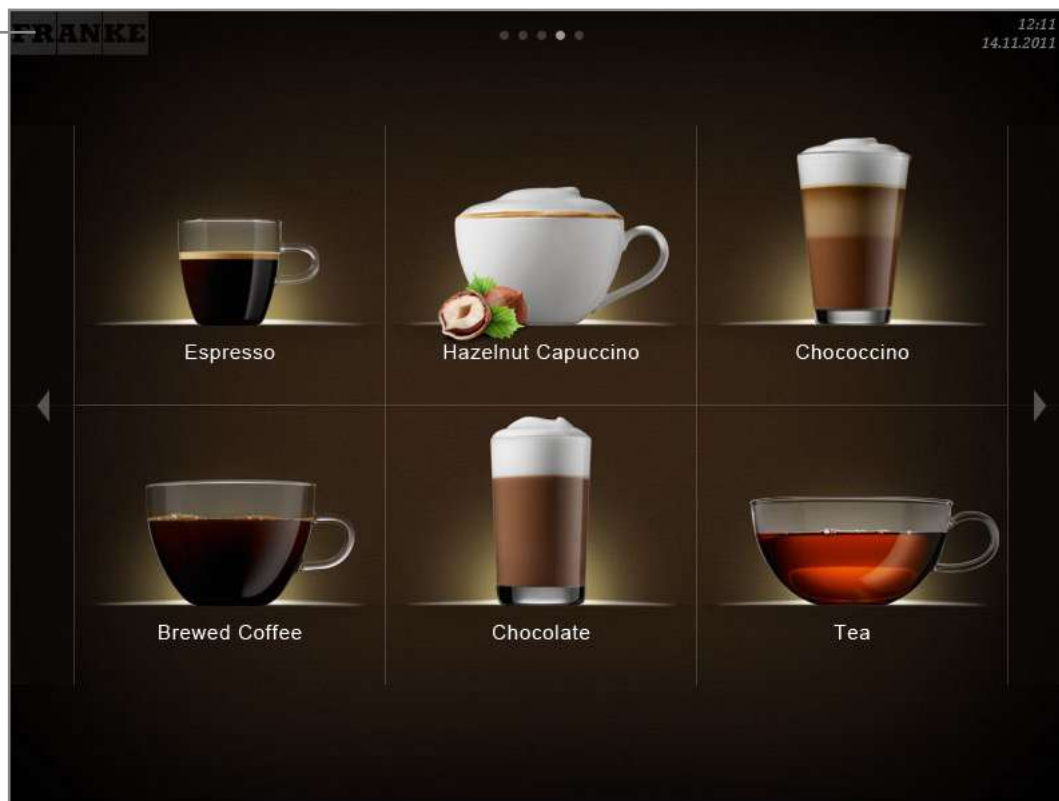 FRANKE
12:11
14.11.2011
Espresso
Hazelnut Capuccino
Chococcino
Brewed Coffee
Chocolate
Tea